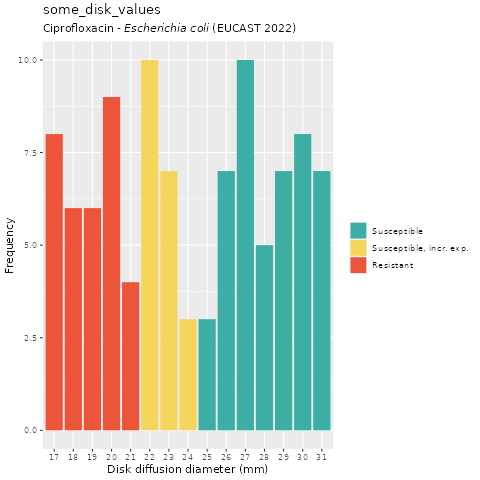 some_disk_values
Ciprofloxacin - Escherichia coli (EUCAST 2022)
10.0
7.5
5.0
2.5
0.0
Frequency
17 18 19 20 21 22 23 24 25 26 27 28 29 30 31
Disk diffusion diameter (mm)
Susceptible
Susceptible, incr. exp.
Resistant